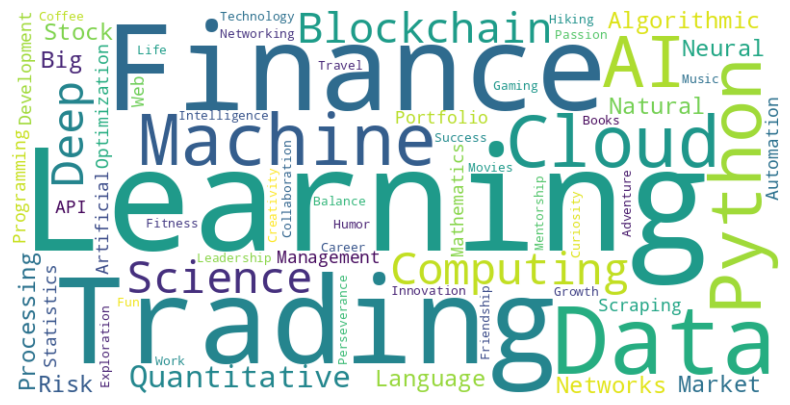 Coffee
Technology
Blockchain
Hiking
Algorithmic
Stock
Networking
Passion
Finance
AI
Neural
Big
Life
Travel
Development
Deep
Optimization
Web
Gaming
Music
Natural
Python
Automation
Intelligence
Portfolio
Books
Machine
Success
Cloud
Programming
Learning
Movies
Artificial
API
Creativity
Collaboration
Balance
Mathematics
Mentorship
Curiosity
Adventure
Fitness
Humor
Career
Leadership
Management
Science
Computing
Processing
Statistics
Trading
Innovation
Growth
Friendship
Fun
Exploration
Perseverance
Scraping
Data
Work
Risk
Quantitative
Language
Networks
Market